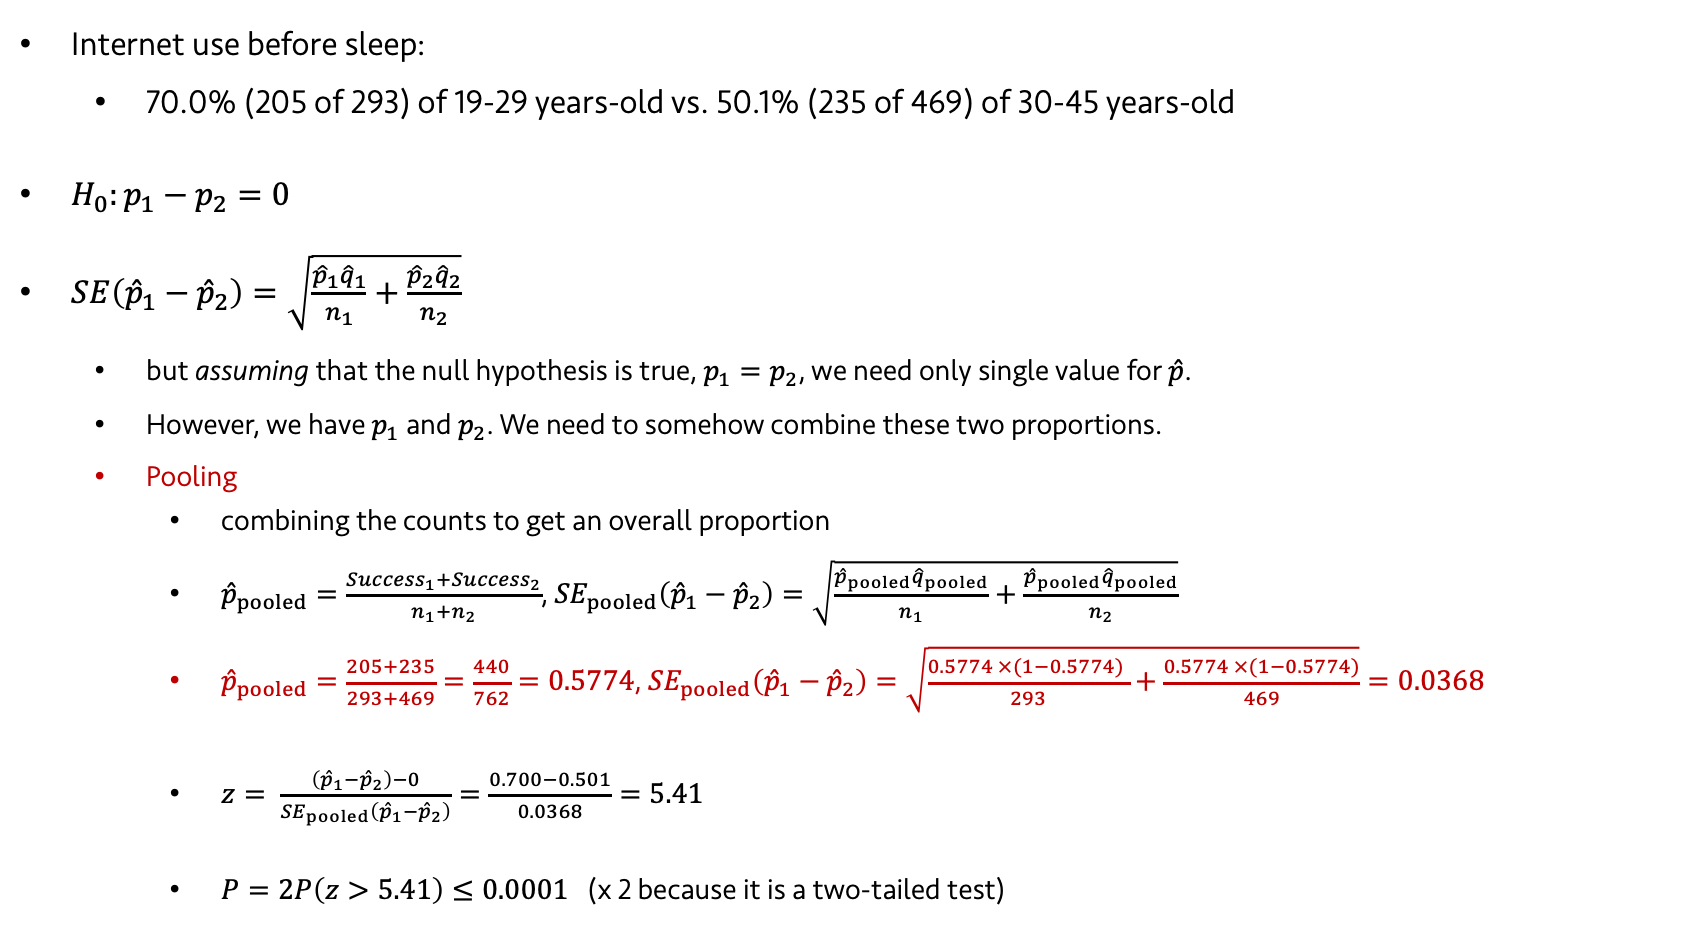 • Internet use before sleep:
• 70.0% (205 of 293) of 19-29 years-old vs. 50.1% (235 of 469) of 30-45 years-old
• H₀: p₁ − p₂ = 0
• SE(p̂₁ − p̂₂) = √(p̂₁q̂₁/n₁ + p̂₂q̂₂/n₂)
• but assuming that the null hypothesis is true, p₁ = p₂, we need only single value for p̂.
• However, we have p₁ and p₂. We need to somehow combine these two proportions.
• Pooling
• combining the counts to get an overall proportion
• p̂pooled = (Success₁+Success₂)/(n₁+n₂), SEpooled(p̂₁ − p̂₂) = √(p̂pooledq̂pooled/n₁ + p̂pooledq̂pooled/n₂)
• p̂pooled = (205+235)/(293+469) = 440/762 = 0.5774, SEpooled(p̂₁ − p̂₂) = √(0.5774 ×(1−0.5774)/293 + 0.5774 ×(1−0.5774)/469) = 0.0368
• z = ((p̂₁−p̂₂)−0)/SEpooled(p̂₁−p̂₂) = (0.700−0.501)/0.0368 = 5.41
• P = 2P(z > 5.41) ≤ 0.0001 (x 2 because it is a two-tailed test)